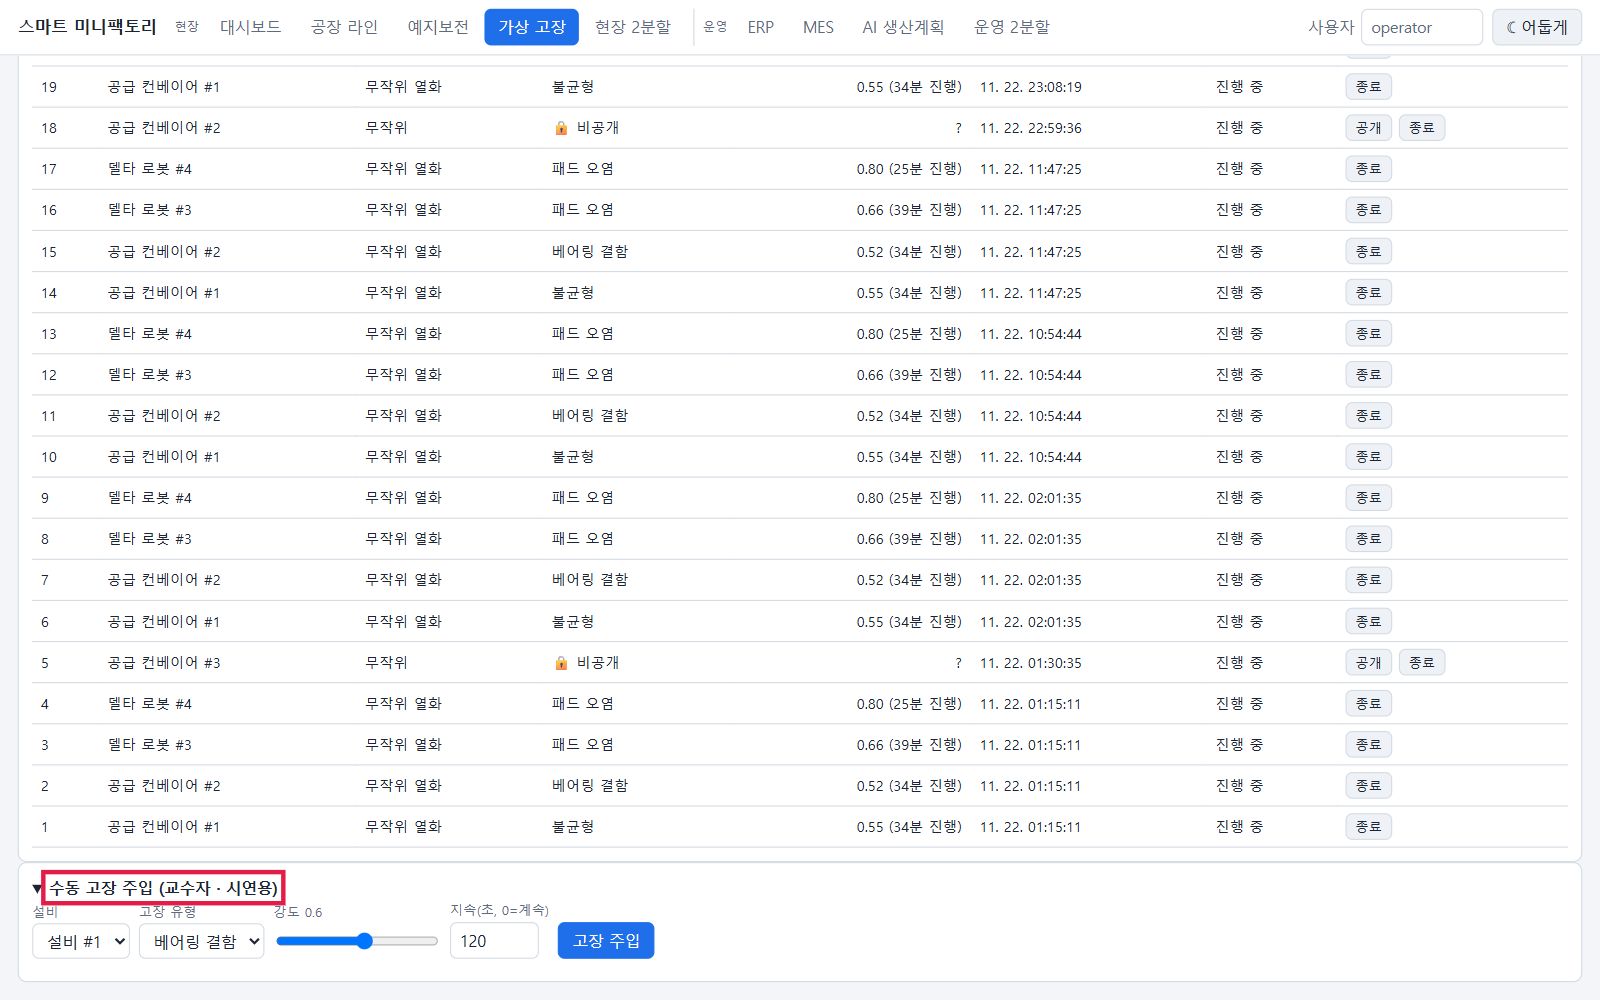 스마트 미니팩토리 현장 대시보드 공장 라인 예지보전 가상 고장 현장 2분할 운영 ERP MES AI 생산계획 운영 2분할 사용자 operator ☾ 어둡게
19 공급 컨베이어 #1 무작위 열화 불균형 0.55 (34분 진행) 11. 22. 23:08:19 진행 중 종료
18 공급 컨베이어 #2 무작위 🔒 비공개 ? 11. 22. 22:59:36 진행 중 공개 종료
17 델타 로봇 #4 무작위 열화 패드 오염 0.80 (25분 진행) 11. 22. 11:47:25 진행 중 종료
16 델타 로봇 #3 무작위 열화 패드 오염 0.66 (39분 진행) 11. 22. 11:47:25 진행 중 종료
15 공급 컨베이어 #2 무작위 열화 베어링 결함 0.52 (34분 진행) 11. 22. 11:47:25 진행 중 종료
14 공급 컨베이어 #1 무작위 열화 불균형 0.55 (34분 진행) 11. 22. 11:47:25 진행 중 종료
13 델타 로봇 #4 무작위 열화 패드 오염 0.80 (25분 진행) 11. 22. 10:54:44 진행 중 종료
12 델타 로봇 #3 무작위 열화 패드 오염 0.66 (39분 진행) 11. 22. 10:54:44 진행 중 종료
11 공급 컨베이어 #2 무작위 열화 베어링 결함 0.52 (34분 진행) 11. 22. 10:54:44 진행 중 종료
10 공급 컨베이어 #1 무작위 열화 불균형 0.55 (34분 진행) 11. 22. 10:54:44 진행 중 종료
9 델타 로봇 #4 무작위 열화 패드 오염 0.80 (25분 진행) 11. 22. 02:01:35 진행 중 종료
8 델타 로봇 #3 무작위 열화 패드 오염 0.66 (39분 진행) 11. 22. 02:01:35 진행 중 종료
7 공급 컨베이어 #2 무작위 열화 베어링 결함 0.52 (34분 진행) 11. 22. 02:01:35 진행 중 종료
6 공급 컨베이어 #1 무작위 열화 불균형 0.55 (34분 진행) 11. 22. 02:01:35 진행 중 종료
5 공급 컨베이어 #3 무작위 🔒 비공개 ? 11. 22. 01:30:35 진행 중 공개 종료
4 델타 로봇 #4 무작위 열화 패드 오염 0.80 (25분 진행) 11. 22. 01:15:11 진행 중 종료
3 델타 로봇 #3 무작위 열화 패드 오염 0.66 (39분 진행) 11. 22. 01:15:11 진행 중 종료
2 공급 컨베이어 #2 무작위 열화 베어링 결함 0.52 (34분 진행) 11. 22. 01:15:11 진행 중 종료
1 공급 컨베이어 #1 무작위 열화 불균형 0.55 (34분 진행) 11. 22. 01:15:11 진행 중 종료
▼ 수동 고장 주입 (교수자 · 시연용)
설비 고장 유형 강도 0.6 지속(초, 0=계속)
설비 #1 베어링 결함 120 고장 주입